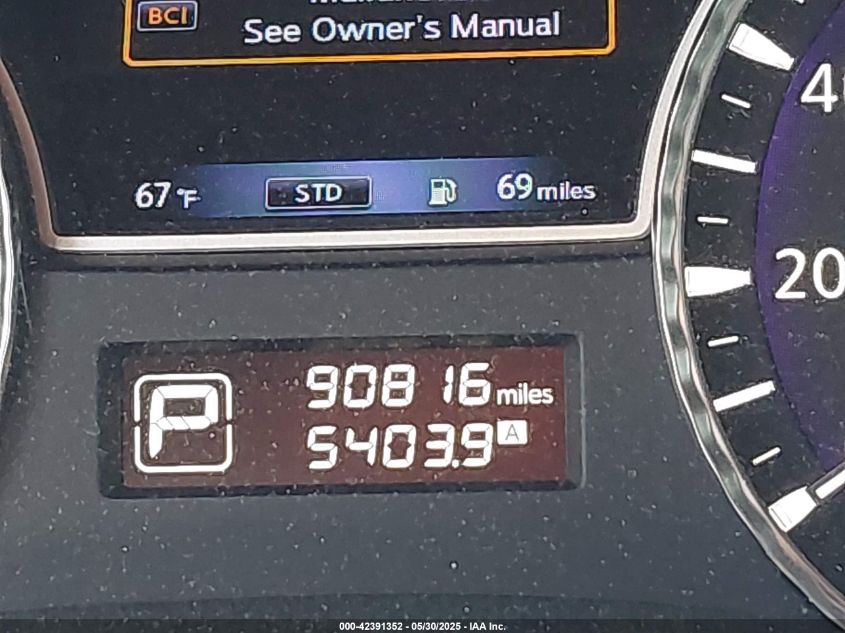 BCI
See Owner's Manual
40
67°F STD 69 miles
20
90816 miles
P
5403.9 A
000-42391352 - 05/30/2025 - IAA Inc.